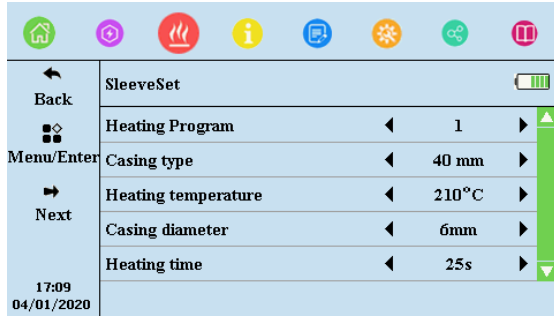 Back
Menu/Enter
Next
17:09
04/01/2020
SleeveSet
Heating Program 1
Casing type 40 mm
Heating temperature 210°C
Casing diameter 6mm
Heating time 25s